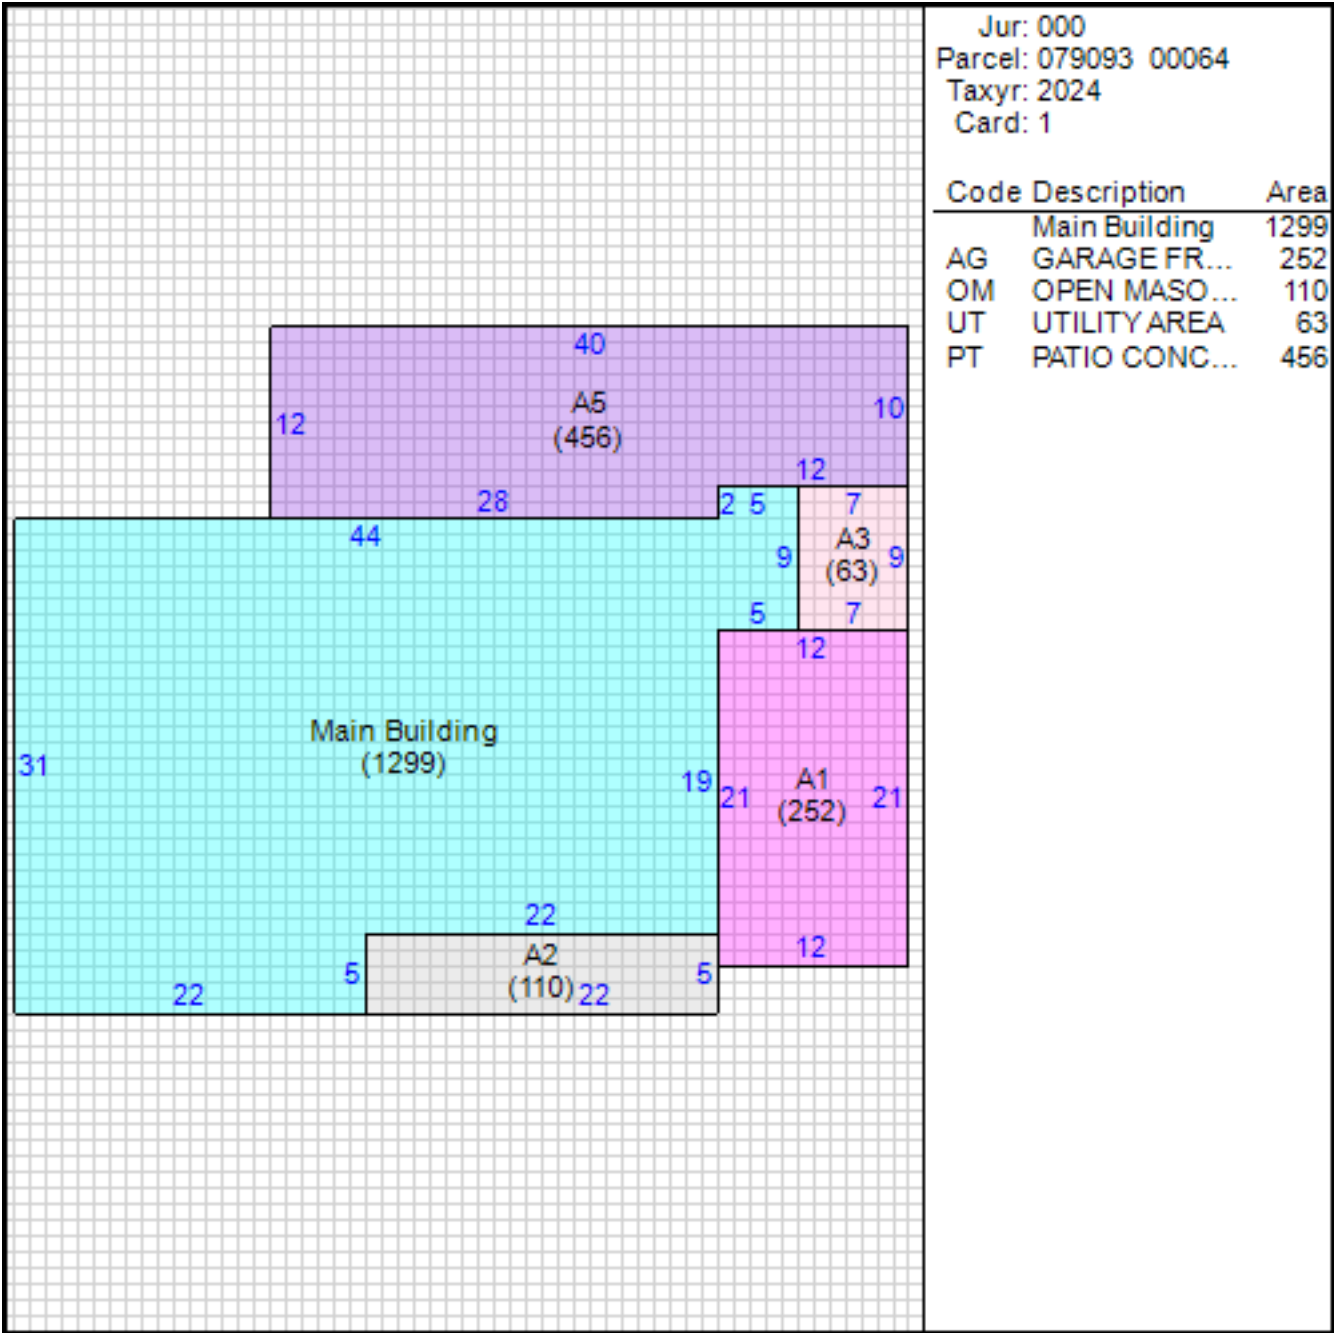 Jur: 000
Parcel: 079093 00064
Taxyr: 2024
Card: 1
Code Description Area
Main Building 1299
AG GARAGE FR... 252
OM OPEN MASO... 110
UT UTILITY AREA 63
PT PATIO CONC... 456
40
A5
(456)
12
10
12
28
2 5
7
44
A3
(63)
9
9
5
7
12
Main Building
(1299)
31
19
21
A1
(252)
21
22
A2
(110)
5
22
5
22
12